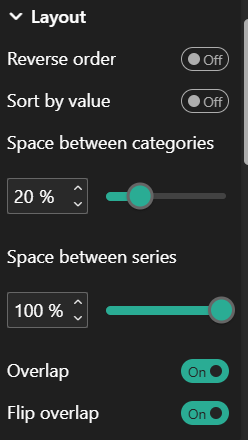 Layout
Reverse order Off
Sort by value Off
Space between categories
20 %
Space between series
100 %
Overlap On
Flip overlap On